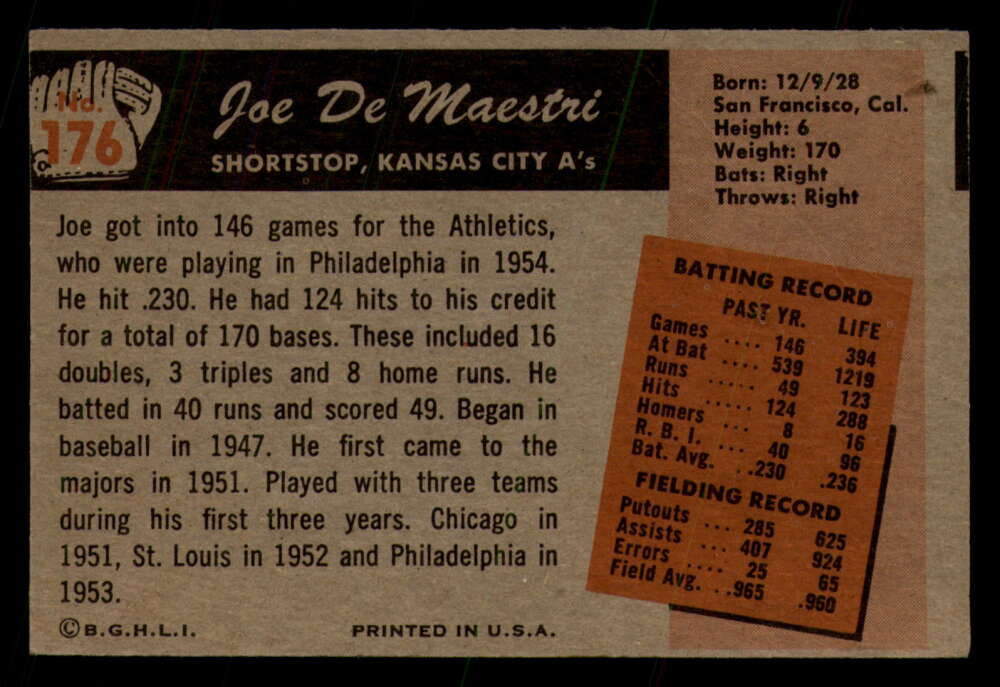 No.
176
Joe De Maestri
SHORTSTOP, KANSAS CITY A's
Born: 12/9/28
San Francisco, Cal.
Height: 6
Weight: 170
Bats: Right
Throws: Right
Joe got into 146 games for the Athletics,
who were playing in Philadelphia in 1954.
He hit .230. He had 124 hits to his credit
for a total of 170 bases. These included 16
doubles, 3 triples and 8 home runs. He
batted in 40 runs and scored 49. Began in
baseball in 1947. He first came to the
majors in 1951. Played with three teams
during his first three years. Chicago in
1951, St. Louis in 1952 and Philadelphia in
1953.
BATTING RECORD
PAST YR. LIFE
Games .... 146 394
At Bat .... 539 1219
Runs ..... 49 123
Hits ..... 124 288
Homers ... 8 16
R. B. I. ... 40 96
Bat. Avg. ..230 .236
FIELDING RECORD
Putouts ... 285 625
Assists ... 407 924
Errors .... 25 65
Field Avg. ..965 .960
© B.G.H.L.I. PRINTED IN U.S.A.